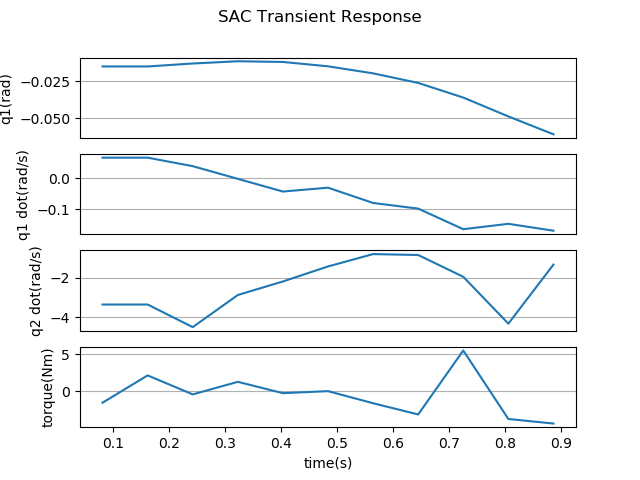 SAC Transient Response
q1(rad)
−0.025
−0.050
q1 dot(rad/s)
0.0
−0.1
q2 dot(rad/s)
−2
−4
torque(Nm)
5
0
0.1 0.2 0.3 0.4 0.5 0.6 0.7 0.8 0.9
time(s)